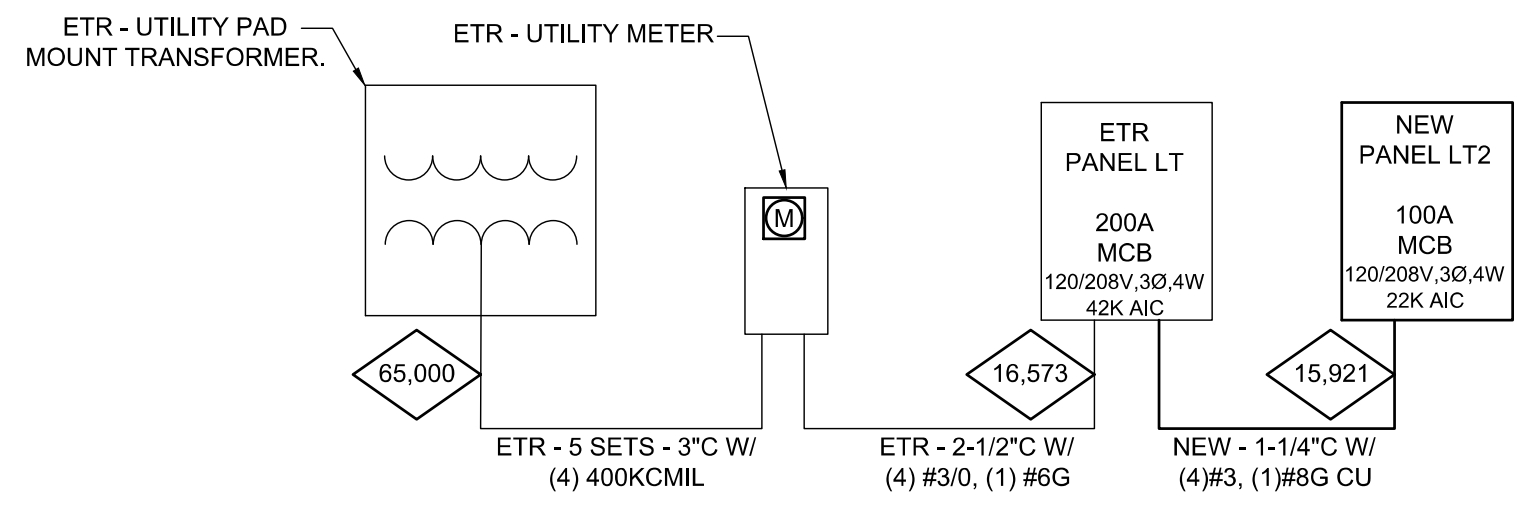 ETR - UTILITY PAD
MOUNT TRANSFORMER.
ETR - UTILITY METER
M
ETR
PANEL LT
200A
MCB
120/208V,3Ø,4W
42K AIC
NEW
PANEL LT2
100A
MCB
120/208V,3Ø,4W
22K AIC
65,000
16,573
15,921
ETR - 5 SETS - 3"C W/
(4) 400KCMIL
ETR - 2-1/2"C W/
(4) #3/0, (1) #6G
NEW - 1-1/4"C W/
(4)#3, (1)#8G CU